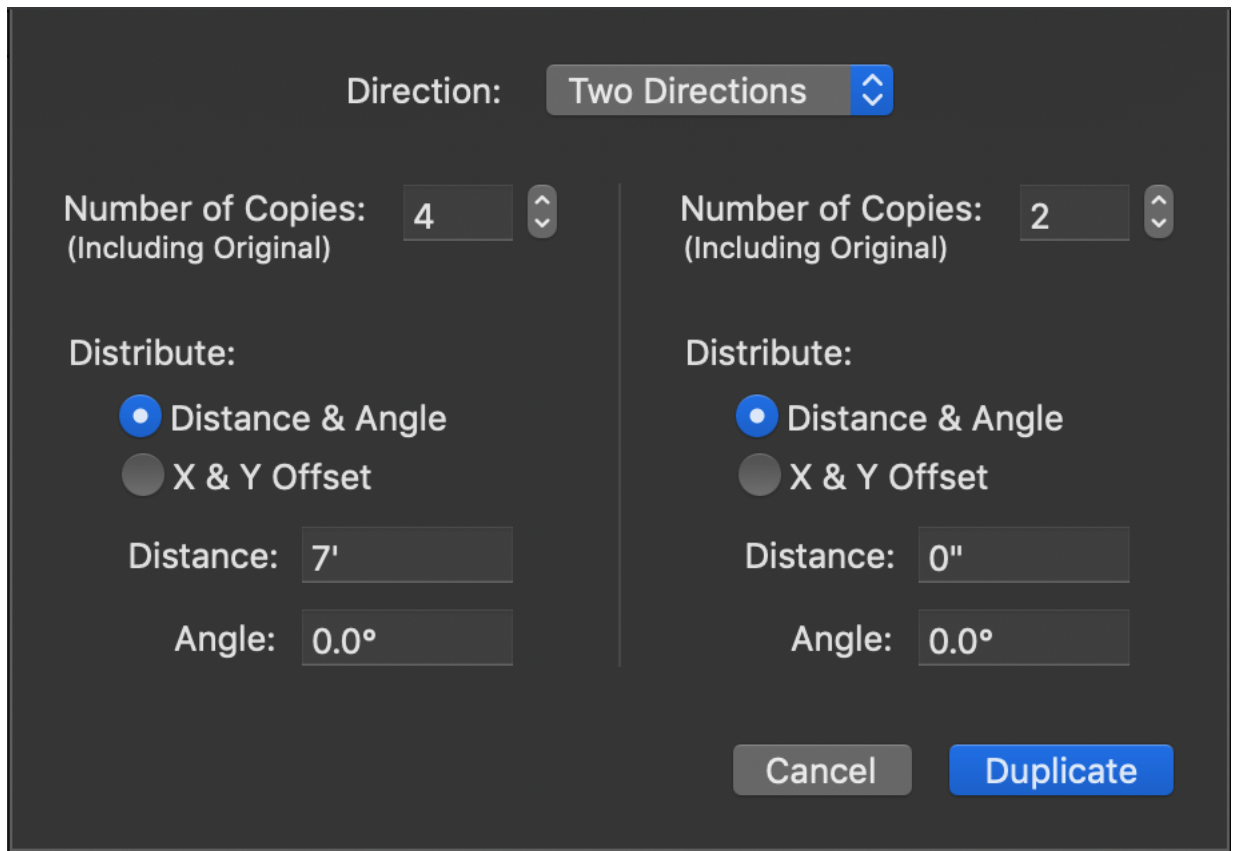 Direction: Two Directions
Number of Copies: 4
(Including Original)
Distribute:
Distance & Angle
X & Y Offset
Distance: 7'
Angle: 0.0°
Number of Copies: 2
(Including Original)
Distribute:
Distance & Angle
X & Y Offset
Distance: 0"
Angle: 0.0°
Cancel Duplicate